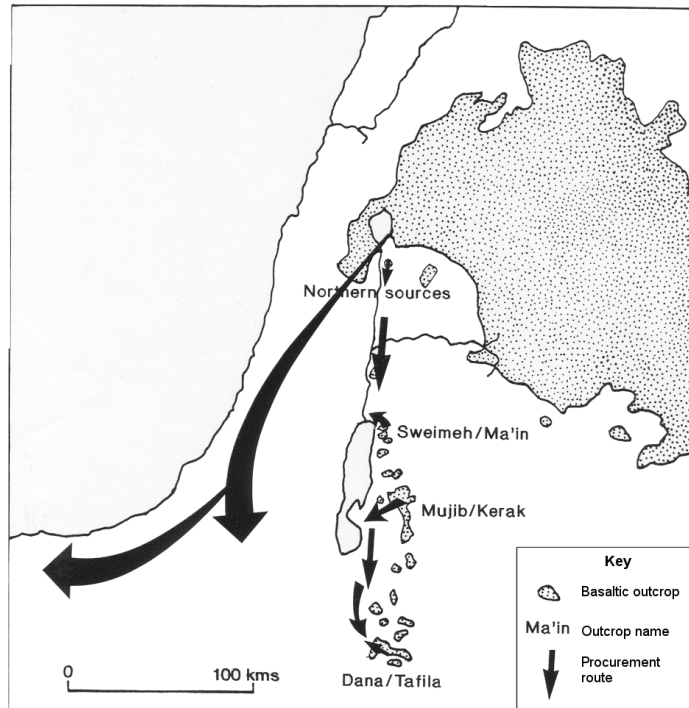 Northern sources
Sweimeh/Ma'in
Mujib/Kerak
Dana/Tafila
0 100 kms
Key
Basaltic outcrop
Ma'in Outcrop name
Procurement
route